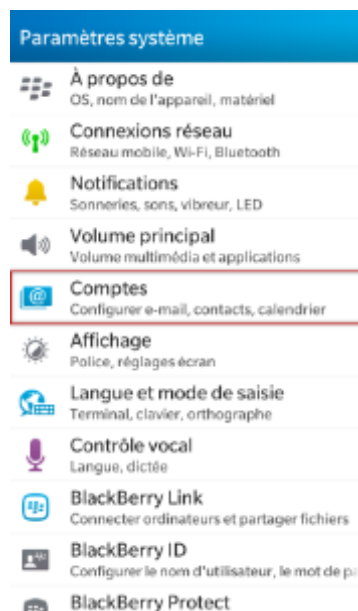 Paramètres système
À propos de
OS, nom de l'appareil, matériel
Connexions réseau
Réseau mobile, Wi-Fi, Bluetooth
Notifications
Sonneries, sons, vibreur, LED
Volume principal
Volume multimédia et applications
Comptes
Configurer e-mail, contacts, calendrier
Affichage
Police, réglages écran
Langue et mode de saisie
Terminal, clavier, orthographe
Contrôle vocal
Langue, dictée
BlackBerry Link
Connecter ordinateurs et partager fichiers
BlackBerry ID
Configurer le nom d'utilisateur, le mot de
BlackBerry Protect